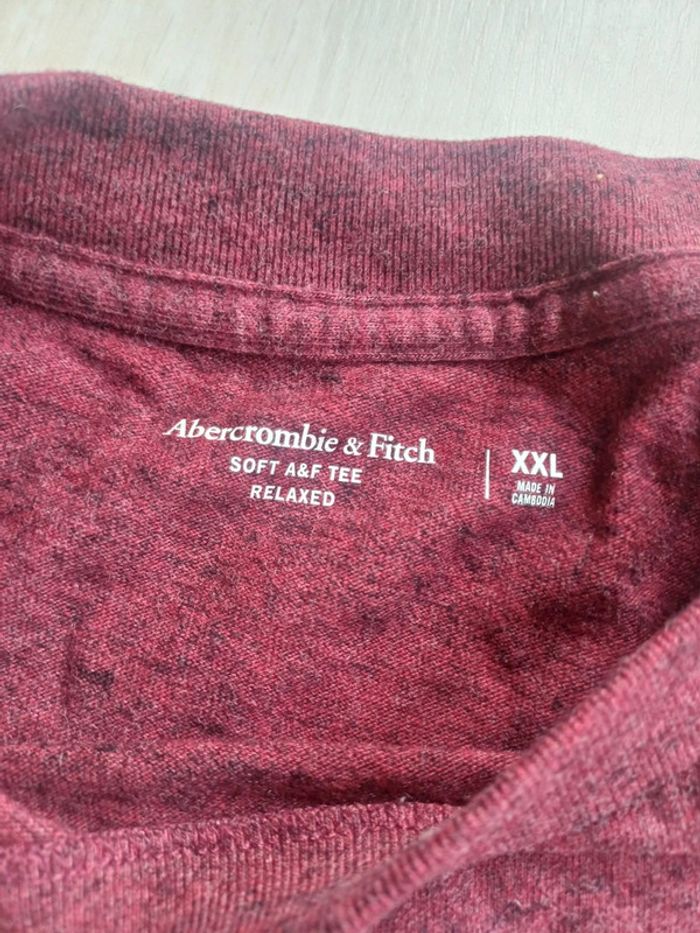 Abercrombie & Fitch
SOFT A&F TEE
RELAXED
XXL
MADE IN
CAMBODIA